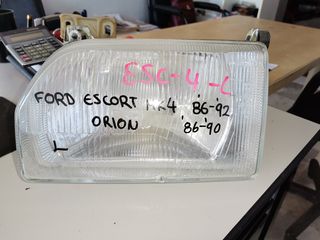 ESC-4-L
FORD ESCORT MK4 '86-'92
ORION '86-'90
L